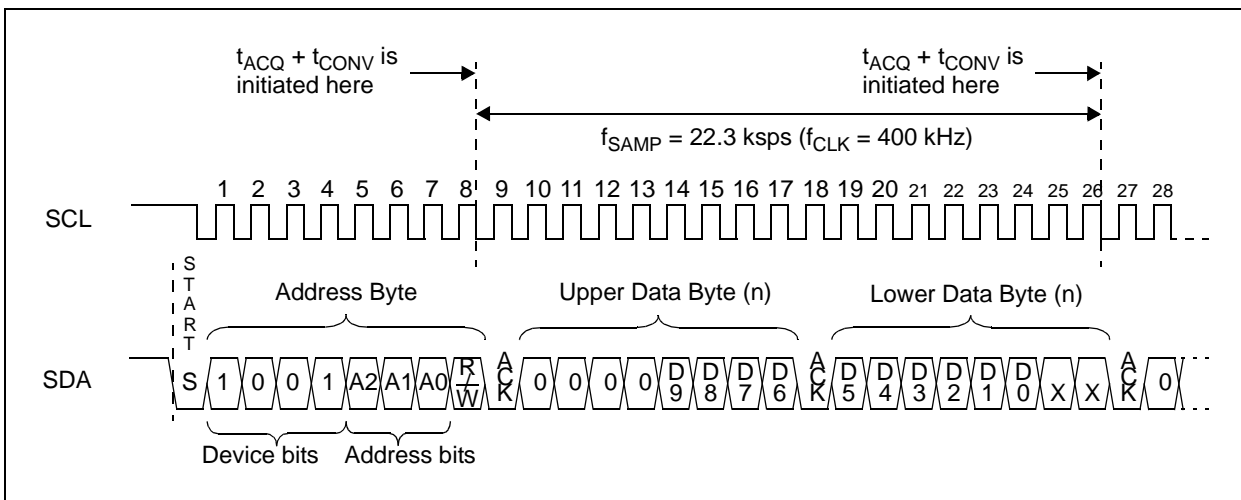 tACQ + tCONV is
initiated here
tACQ + tCONV is
initiated here
fSAMP = 22.3 ksps (fCLK = 400 kHz)
1 2 3 4 5 6 7 8 9 10 11 12 13 14 15 16 17 18 19 20 21 22 23 24 25 26 27 28
SCL
START
Address Byte
Upper Data Byte (n)
Lower Data Byte (n)
SDA
S 1 0 0 1 A2 A1 A0 R/W ACK 0 0 0 0 D9 D8 D7 D6 ACK D5 D4 D3 D2 D1 D0 X X ACK 0
Device bits
Address bits